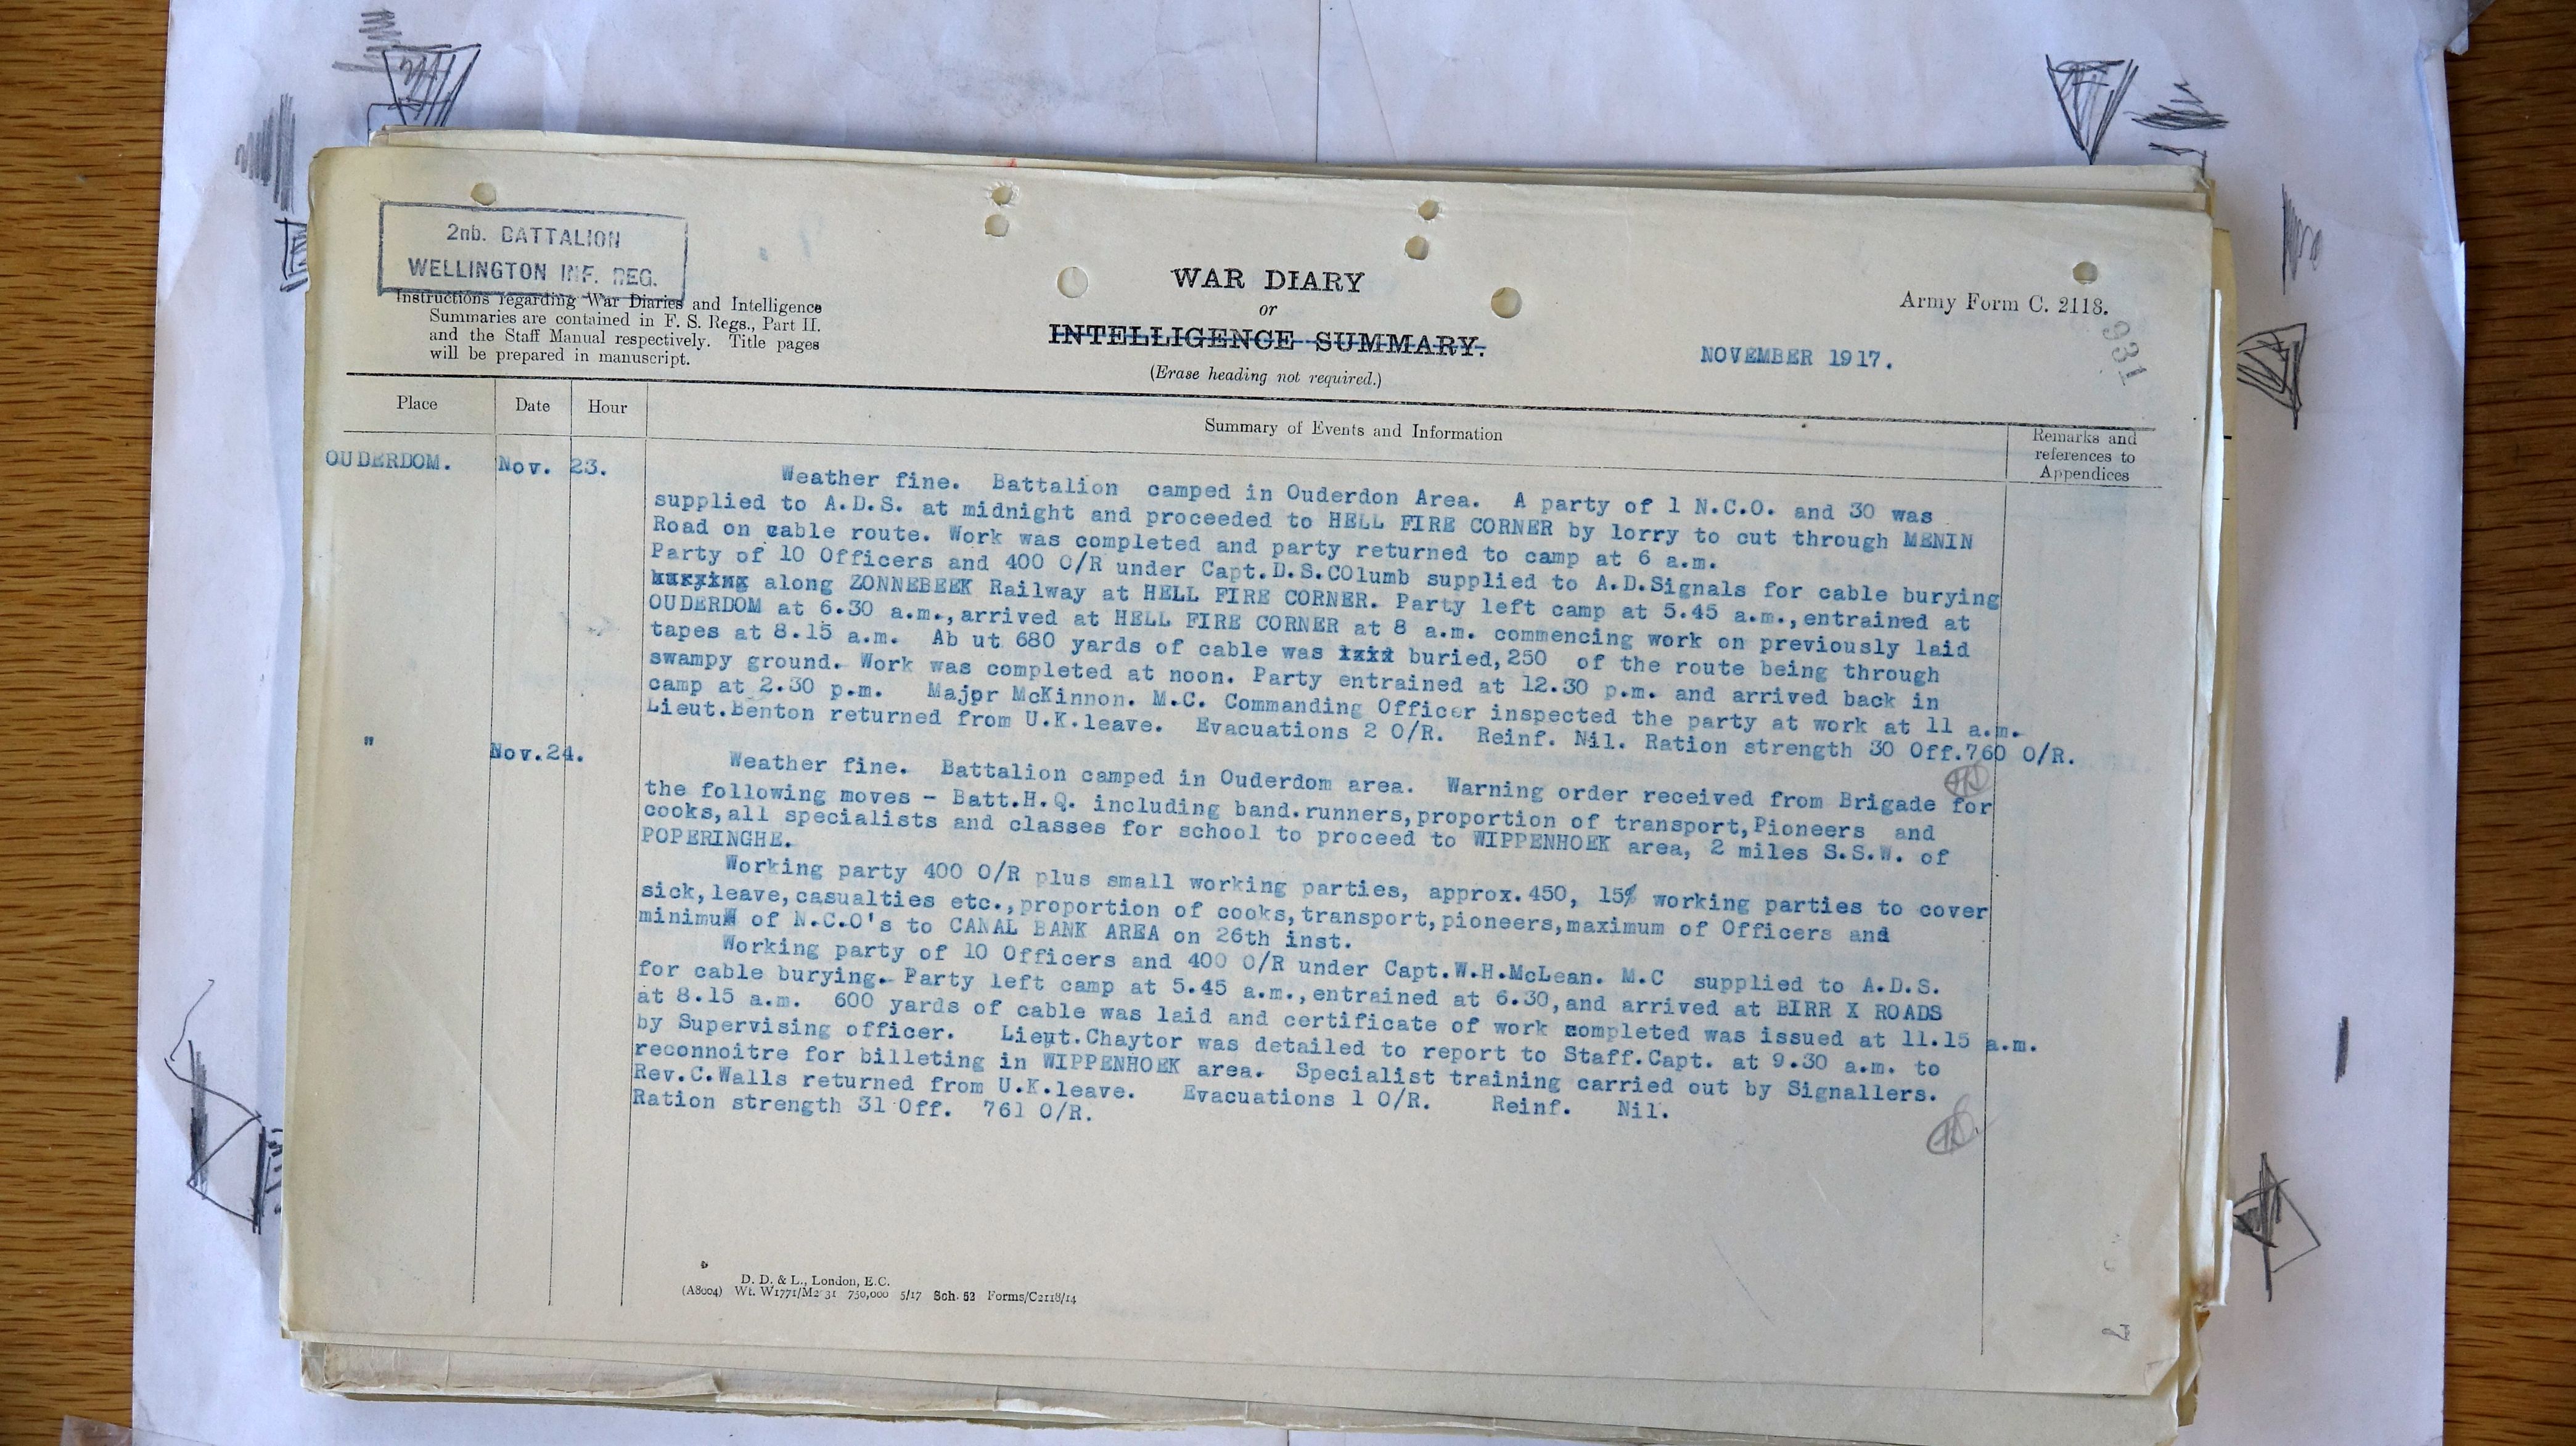 2nb. BATTALION
WELLINGTON INF. REG.
Instructions regarding War Diaries and Intelligence
Summaries are contained in F. S. Regs., Part II.
and the Staff Manual respectively. Title pages
will be prepared in manuscript.
WAR DIARY
or
INTELLIGENCE SUMMARY.
(Erase heading not required.)
Army Form C. 2118.
NOVEMBER 1917.
931
Place
Date
Hour
Summary of Events and Information
Remarks and
references to
Appendices
OUDERDOM. Nov. 23.
Weather fine. Battalion camped in Ouderdon Area. A party of 1 N.C.O. and 30 was
supplied to A.D.S. at midnight and proceeded to HELL FIRE CORNER by lorry to cut through MENIN
Road on cable route. Work was completed and party returned to camp at 6 a.m.
Party of 10 Officers and 400 O/R under Capt.D.S.COlumb supplied to A.D.Signals for cable burying
along ZONNEBEEK Railway at HELL FIRE CORNER. Party left camp at 5.45 a.m.,entrained at
OUDERDOM at 6.30 a.m.,arrived at HELL FIRE CORNER at 8 a.m. commencing work on previously laid
tapes at 8.15 a.m. Ab ut 680 yards of cable was buried,250 of the route being through
swampy ground. Work was completed at noon. Party entrained at 12.30 p.m. and arrived back in
camp at 2.30 p.m. Major McKinnon. M.C. Commanding Officer inspected the party at work at 11 a.m.
Lieut.Benton returned from U.K.leave. Evacuations 2 O/R. Reinf. Nil. Ration strength 30 Off.760 O/R.
" Nov.24.
Weather fine. Battalion camped in Ouderdom area. Warning order received from Brigade for
the following moves - Batt.H.Q. including band.runners,proportion of transport,Pioneers and
cooks,all specialists and classes for school to proceed to WIPPENHOEK area, 2 miles S.S.W. of
POPERINGHE.
Working party 400 O/R plus small working parties, approx.450, 15% working parties to cover
sick,leave,casualties etc.,proportion of cooks,transport,pioneers,maximum of Officers and
minimum of N.C.O's to CANAL BANK AREA on 26th inst.
Working party of 10 Officers and 400 O/R under Capt.W.H.McLean. M.C supplied to A.D.S.
for cable burying. Party left camp at 5.45 a.m.,entrained at 6.30,and arrived at BIRR X ROADS
at 8.15 a.m. 600 yards of cable was laid and certificate of work completed was issued at 11.15 a.m.
by Supervising officer. Lieut.Chaytor was detailed to report to Staff.Capt. at 9.30 a.m. to
reconnoitre for billeting in WIPPENHOEK area. Specialist training carried out by Signallers.
Rev.C.Walls returned from U.K.leave. Evacuations 1 O/R. Reinf. Nil.
Ration strength 31 Off. 761 O/R.
D. D. & L., London, E.C.
(A8004) Wt. W1771/M2 31 750,000 5/17 Sch. 52 Forms/C2118/14